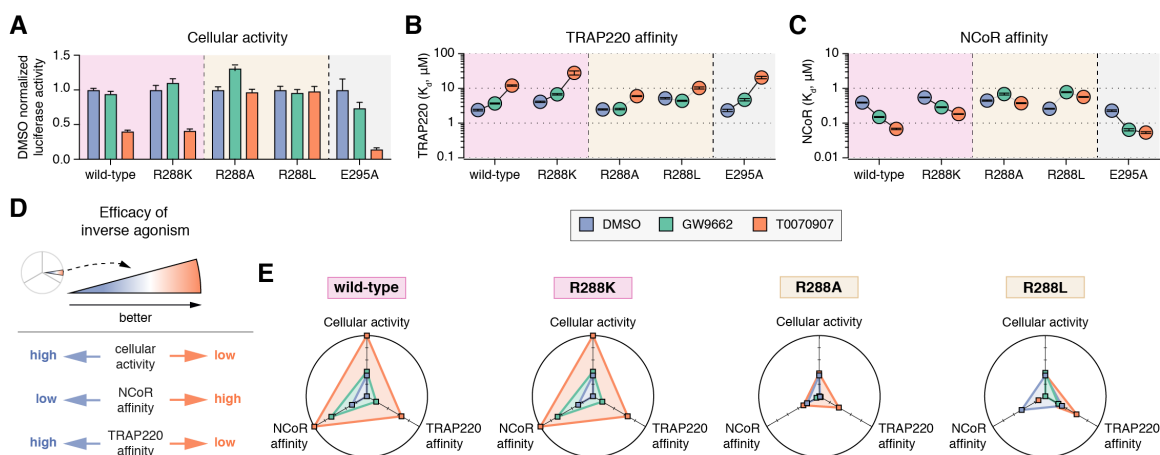 A
Cellular activity
DMSO normalized
luciferase activity
1.5
1.0
0.5
0.0
wild-type R288K R288A R288L E295A
B
TRAP220 affinity
TRAP220 (Kd, μM)
100
10
1
0.1
wild-type R288K R288A R288L E295A
C
NCoR affinity
NCoR (Kd, μM)
10
1
0.1
0.01
wild-type R288K R288A R288L E295A
DMSO GW9662 T0070907
D
Efficacy of
inverse agonism
better
high cellular activity low
low NCoR affinity high
high TRAP220 affinity low
E
wild-type
Cellular activity
NCoR
affinity
TRAP220
affinity
R288K
Cellular activity
NCoR
affinity
TRAP220
affinity
R288A
Cellular activity
NCoR
affinity
TRAP220
affinity
R288L
Cellular activity
NCoR
affinity
TRAP220
affinity